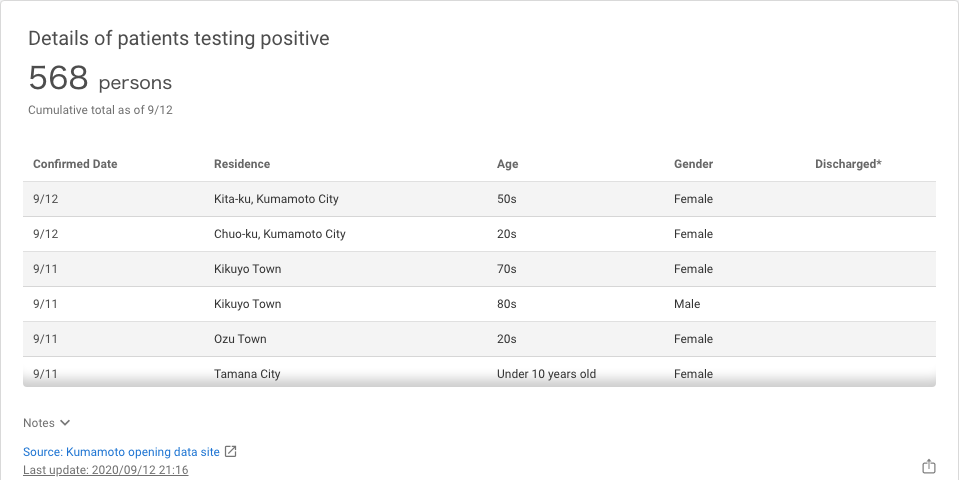 Details of patients testing positive
568 persons
Cumulative total as of 9/12
Confirmed Date Residence Age Gender Discharged*
9/12 Kita-ku, Kumamoto City 50s Female
9/12 Chuo-ku, Kumamoto City 20s Female
9/11 Kikuyo Town 70s Female
9/11 Kikuyo Town 80s Male
9/11 Ozu Town 20s Female
9/11 Tamana City Under 10 years old Female
Notes
Source: Kumamoto opening data site
Last update: 2020/09/12 21:16